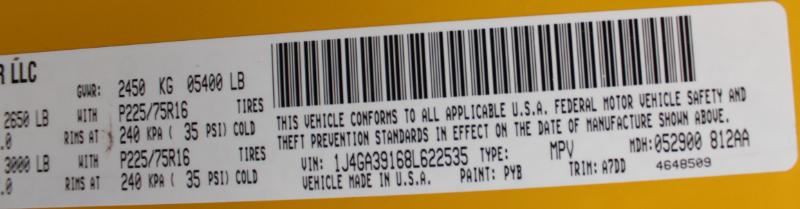 R LLC
GVWR: 2450 KG 05400 LB
2650 LB WITH P225/75R16 TIRES
.0 RIMS AT 240 KPA ( 35 PSI) COLD
3000 LB WITH P225/75R16 TIRES
.0 RIMS AT 240 KPA ( 35 PSI) COLD
THIS VEHICLE CONFORMS TO ALL APPLICABLE U.S.A. FEDERAL MOTOR VEHICLE SAFETY AND
THEFT PREVENTION STANDARDS IN EFFECT ON THE DATE OF MANUFACTURE SHOWN ABOVE.
VIN: 1J4GA39168L622535 TYPE: MPV MDH: 052900 812AA
VEHICLE MADE IN U.S.A. PAINT: PYB TRIM: A7DD 4648509